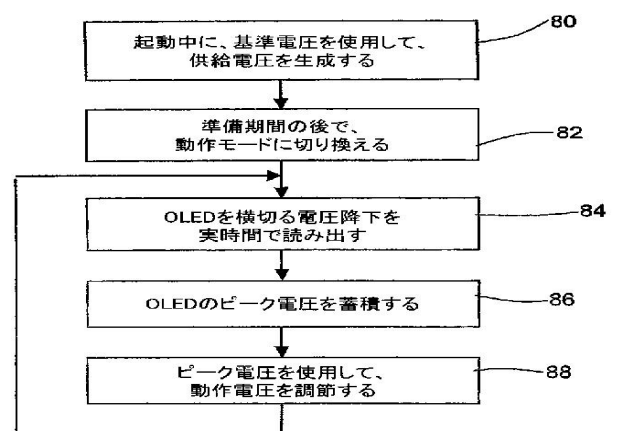 起動中に、基準電圧を使用して、
供給電圧を生成する
80
準備期間の後で、
動作モードに切り換える
82
OLEDを横切る電圧降下を
実時間で読み出す
84
OLEDのピーク電圧を蓄積する
86
ピーク電圧を使用して、
動作電圧を調節する
88